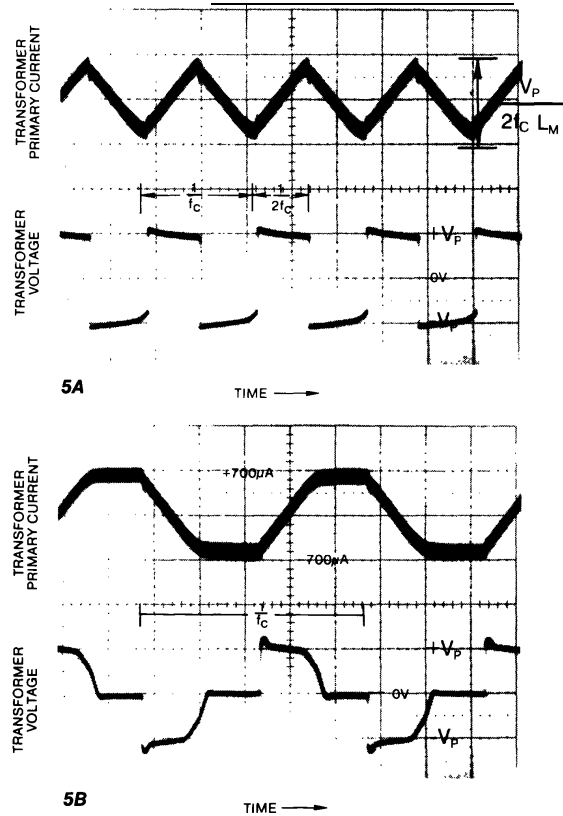 TRANSFORMER
PRIMARY CURRENT
V_P
2f_C L_M
1
f_C
1
2f_C
TRANSFORMER
VOLTAGE
+V_P
0V
-V_P
5A
TIME
TRANSFORMER
PRIMARY CURRENT
+700µA
700µA
1
f_C
TRANSFORMER
VOLTAGE
+V_P
0V
-V_P
5B
TIME